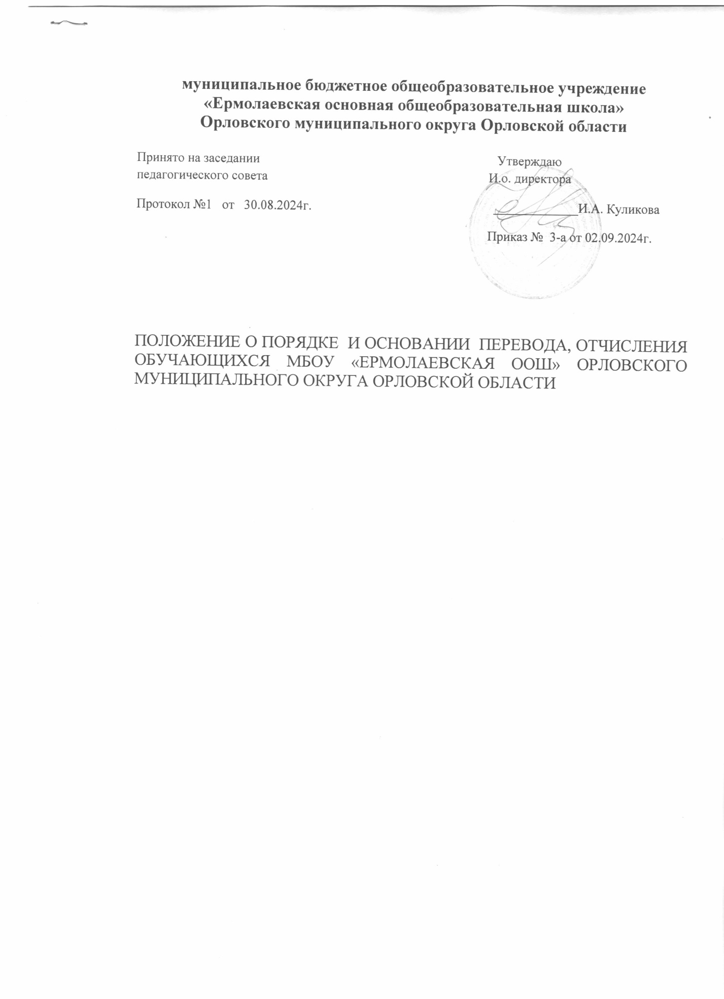 муниципальное бюджетное общеобразовательное учреждение
«Ермолаевская основная общеобразовательная школа»
Орловского муниципального округа Орловской области
Принято на заседании
педагогического совета
Протокол №1 от 30.08.2024г.
Утверждаю
И.о. директора
И.А. Куликова
Приказ № 3-а от 02.09.2024г.
ПОЛОЖЕНИЕ О ПОРЯДКЕ И ОСНОВАНИИ ПЕРЕВОДА, ОТЧИСЛЕНИЯ
ОБУЧАЮЩИХСЯ МБОУ «ЕРМОЛАЕВСКАЯ ООШ» ОРЛОВСКОГО
МУНИЦИПАЛЬНОГО ОКРУГА ОРЛОВСКОЙ ОБЛАСТИ